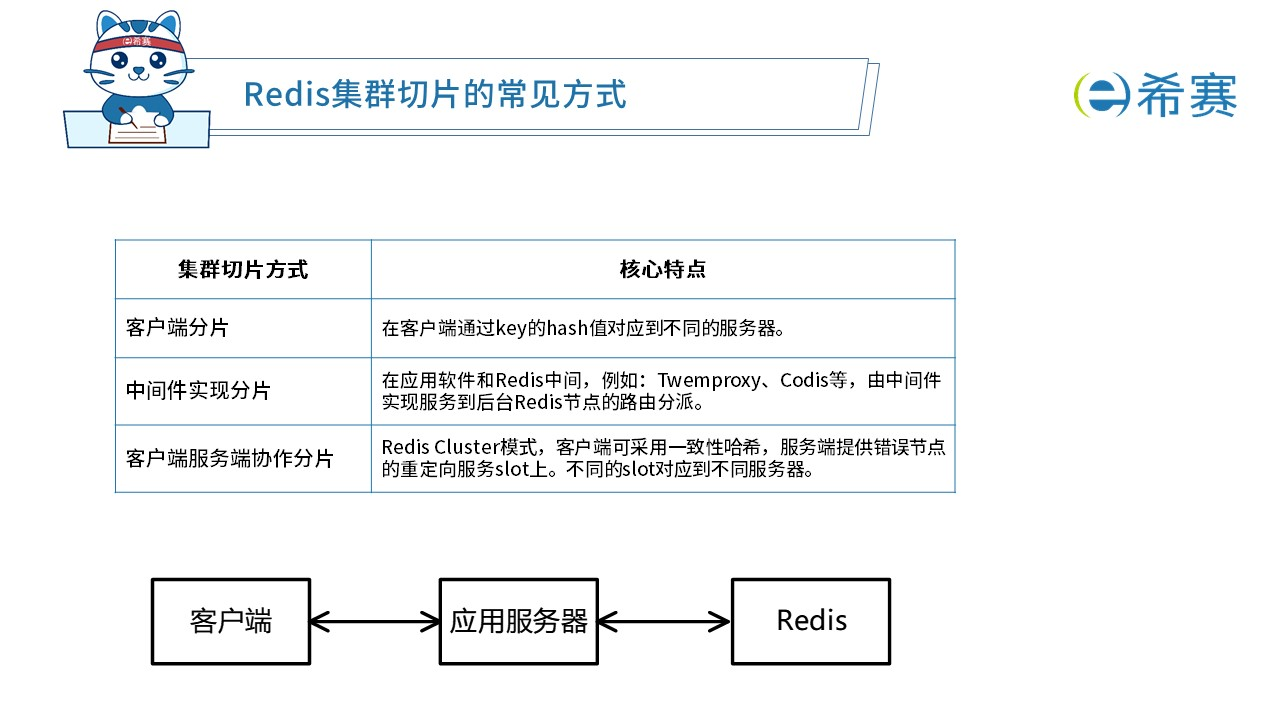 希赛
Redis集群切片的常见方式
希赛
集群切片方式
核心特点
客户端分片
在客户端通过key的hash值对应到不同的服务器。
中间件实现分片
在应用软件和Redis中间，例如：Twemproxy、Codis等，由中间件
实现服务到后台Redis节点的路由分派。
客户端服务端协作分片
Redis Cluster模式，客户端可采用一致性哈希，服务端提供错误节点
的重定向服务slot上。不同的slot对应到不同服务器。
客户端
应用服务器
Redis